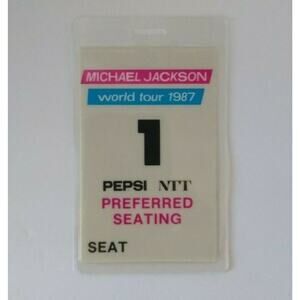 MICHAEL JACKSON
world tour 1987
1
PEPSI NTT
PREFERRED
SEATING
SEAT